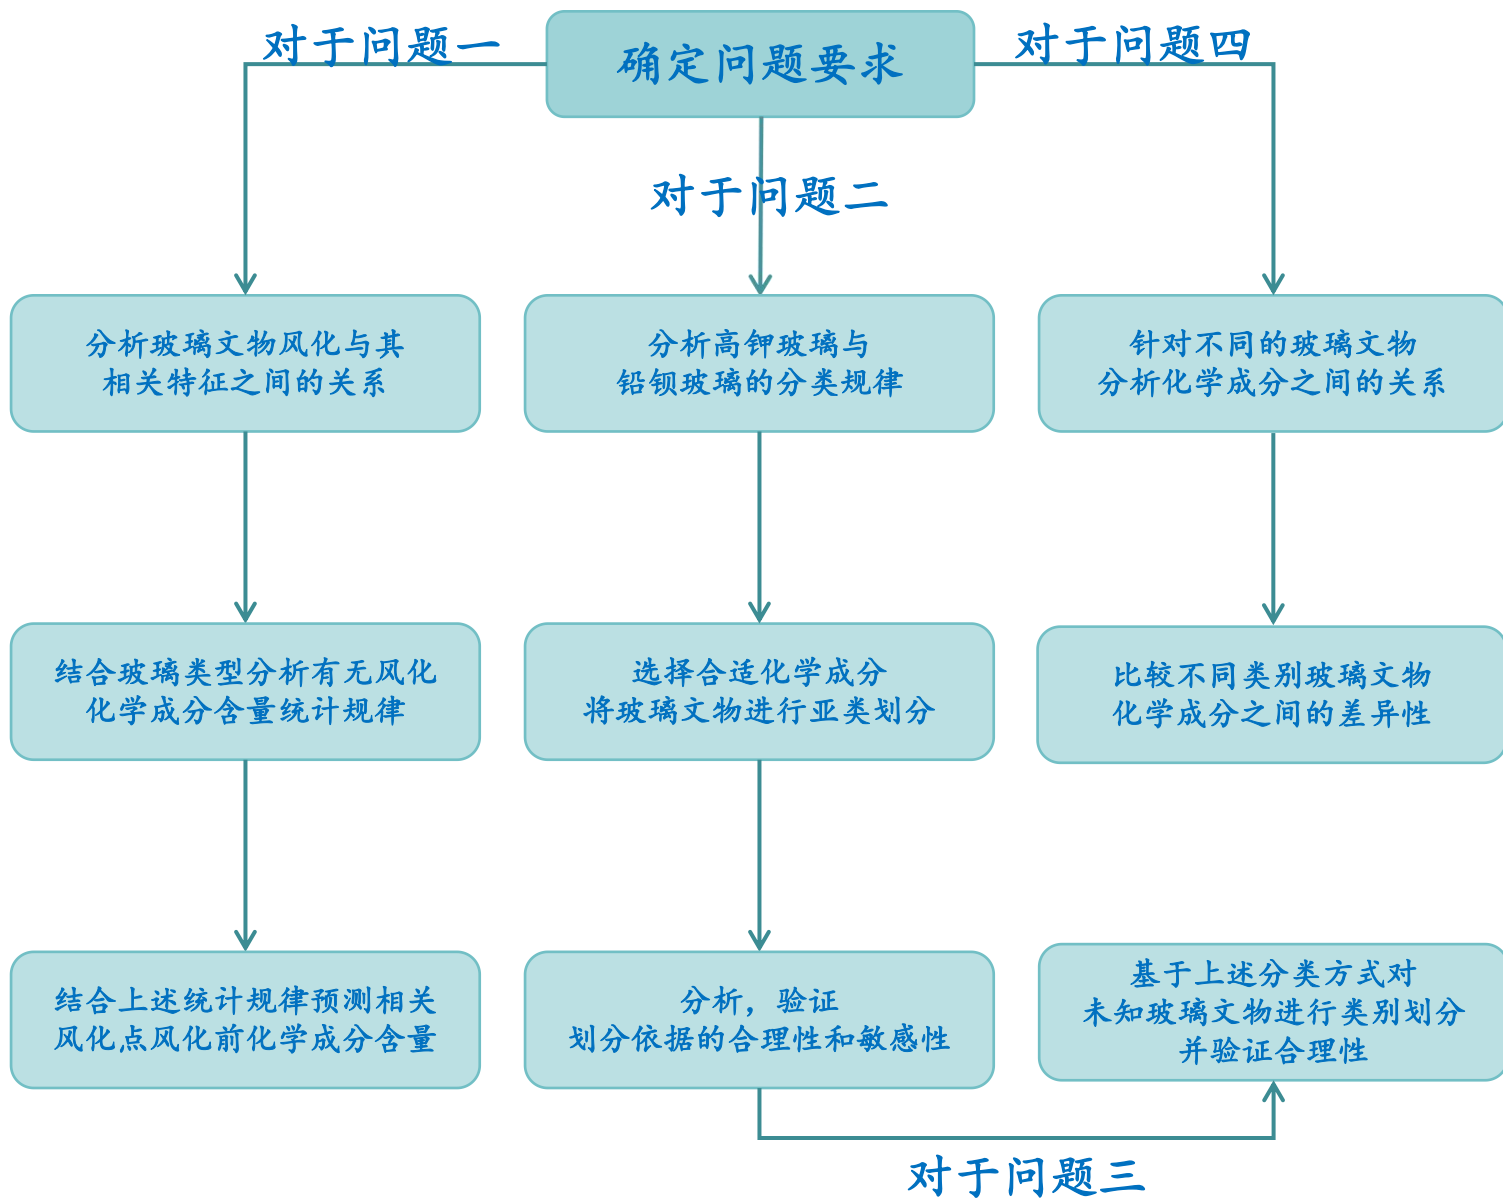 对于问题一
确定问题要求
对于问题四
对于问题二
分析玻璃文物风化与其
相关特征之间的关系
分析高钾玻璃与
铅钡玻璃的分类规律
针对不同的玻璃文物
分析化学成分之间的关系
结合玻璃类型分析有无风化
化学成分含量统计规律
选择合适化学成分
将玻璃文物进行亚类划分
比较不同类别玻璃文物
化学成分之间的差异性
结合上述统计规律预测相关
风化点风化前化学成分含量
分析，验证
划分依据的合理性和敏感性
基于上述分类方式对
未知玻璃文物进行类别划分
并验证合理性
对于问题三